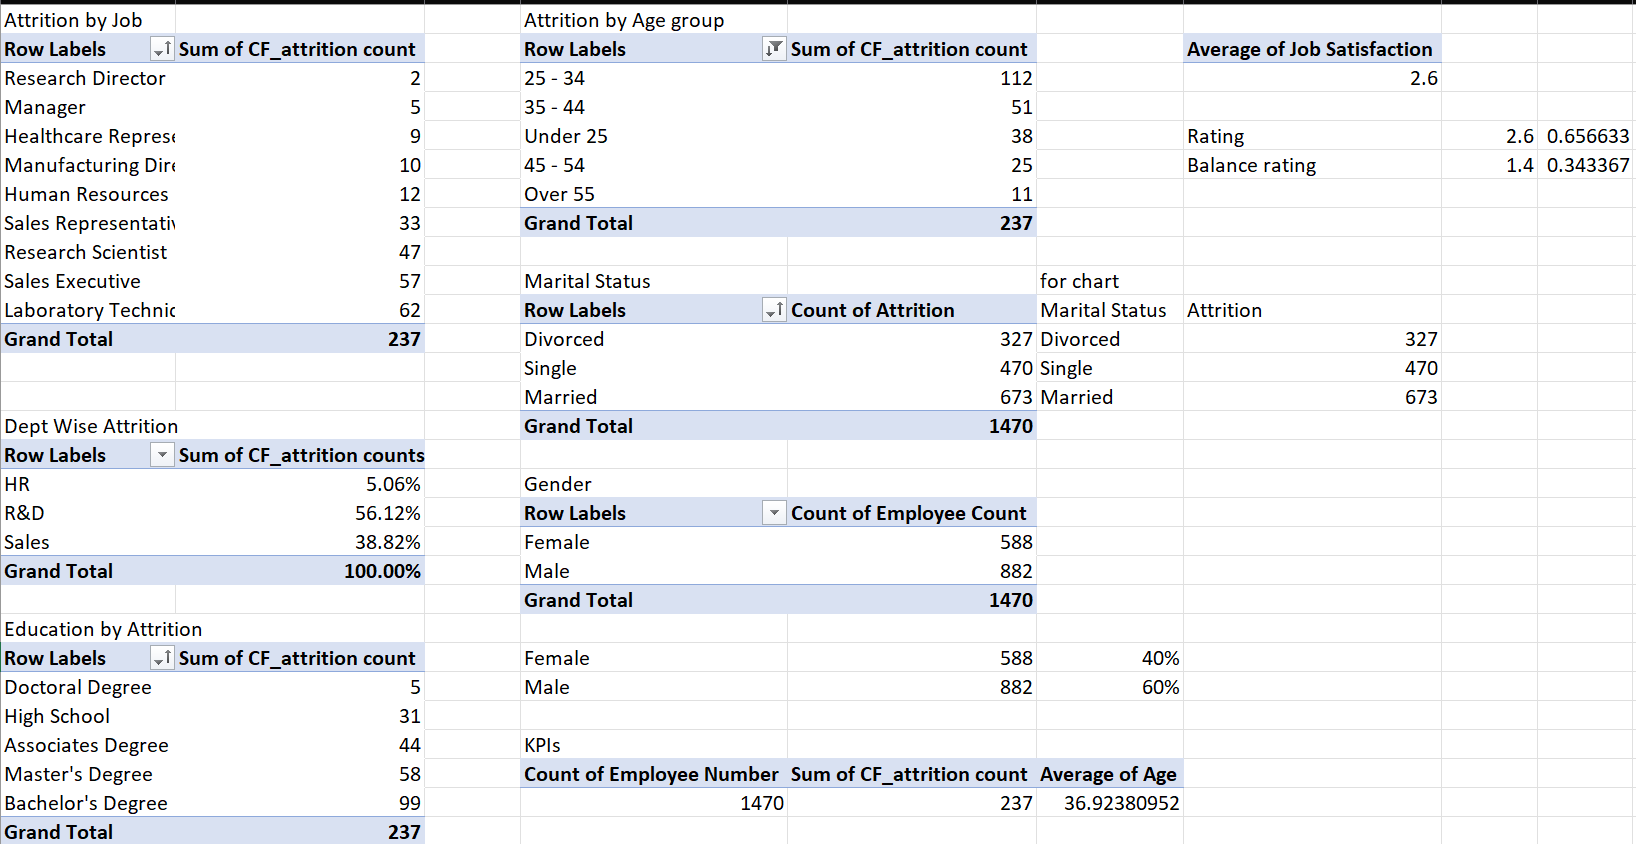 Attrition by Job
Row Labels Sum of CF_attrition count
Research Director 2
Manager 5
Healthcare Represe 9
Manufacturing Dire 10
Human Resources 12
Sales Representativ 33
Research Scientist 47
Sales Executive 57
Laboratory Technic 62
Grand Total 237
Dept Wise Attrition
Row Labels Sum of CF_attrition counts
HR 5.06%
R&D 56.12%
Sales 38.82%
Grand Total 100.00%
Education by Attrition
Row Labels Sum of CF_attrition count
Doctoral Degree 5
High School 31
Associates Degree 44
Master's Degree 58
Bachelor's Degree 99
Grand Total 237
Attrition by Age group
Row Labels Sum of CF_attrition count
25 - 34 112
35 - 44 51
Under 25 38
45 - 54 25
Over 55 11
Grand Total 237
Marital Status
Row Labels Count of Attrition
Divorced 327
Single 470
Married 673
Grand Total 1470
for chart
Marital Status Attrition
Divorced 327
Single 470
Married 673
Gender
Row Labels Count of Employee Count
Female 588
Male 882
Grand Total 1470
Female 588 40%
Male 882 60%
KPIs
Count of Employee Number Sum of CF_attrition count Average of Age
1470 237 36.92380952
Average of Job Satisfaction
2.6
Rating 2.6 0.656633
Balance rating 1.4 0.343367